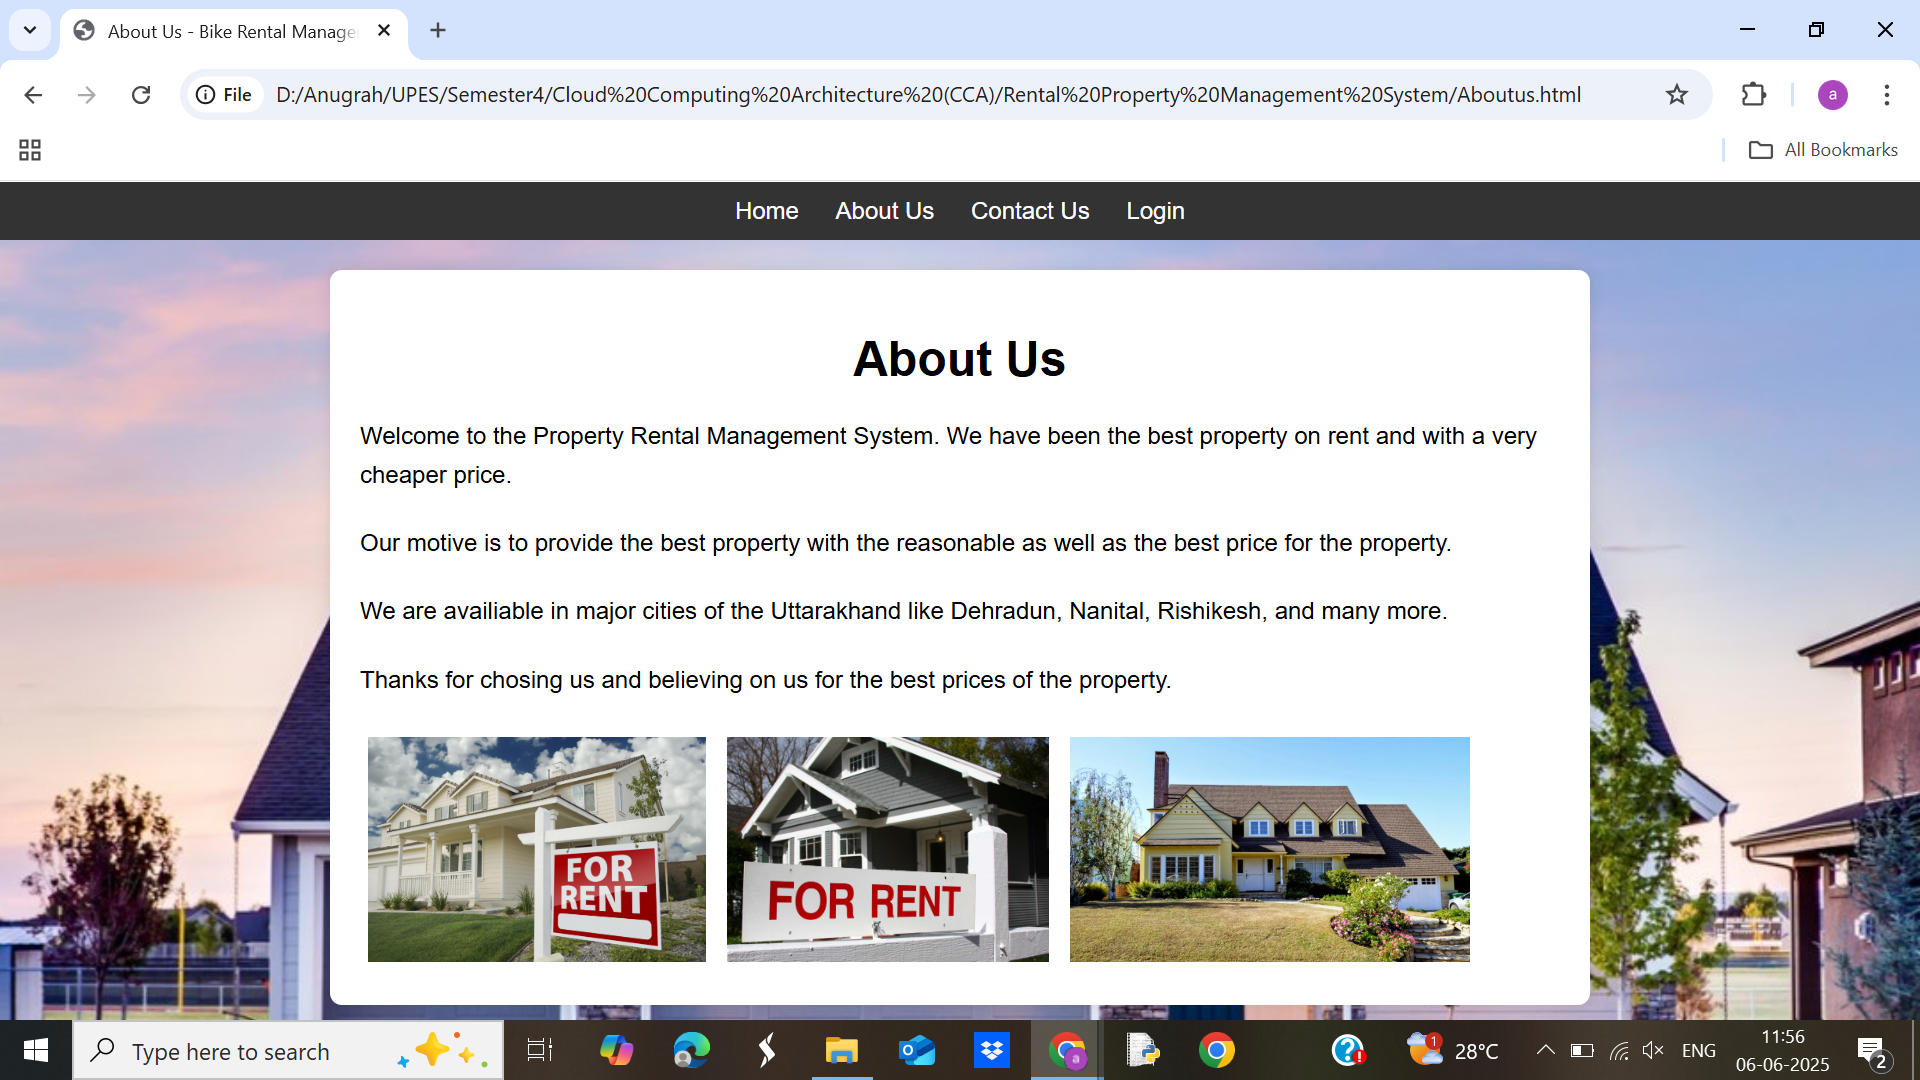 About Us - Bike Rental Manage
File
D:/Anugrah/UPES/Semester4/Cloud%20Computing%20Architecture%20(CCA)/Rental%20Property%20Management%20System/Aboutus.html
a
All Bookmarks
Home About Us Contact Us Login
About Us
Welcome to the Property Rental Management System. We have been the best property on rent and with a very
cheaper price.
Our motive is to provide the best property with the reasonable as well as the best price for the property.
We are availiable in major cities of the Uttarakhand like Dehradun, Nanital, Rishikesh, and many more.
Thanks for chosing us and believing on us for the best prices of the property.
FOR
RENT
FOR RENT
Type here to search
a
1
28°C
ENG
11:56
06-06-2025
2